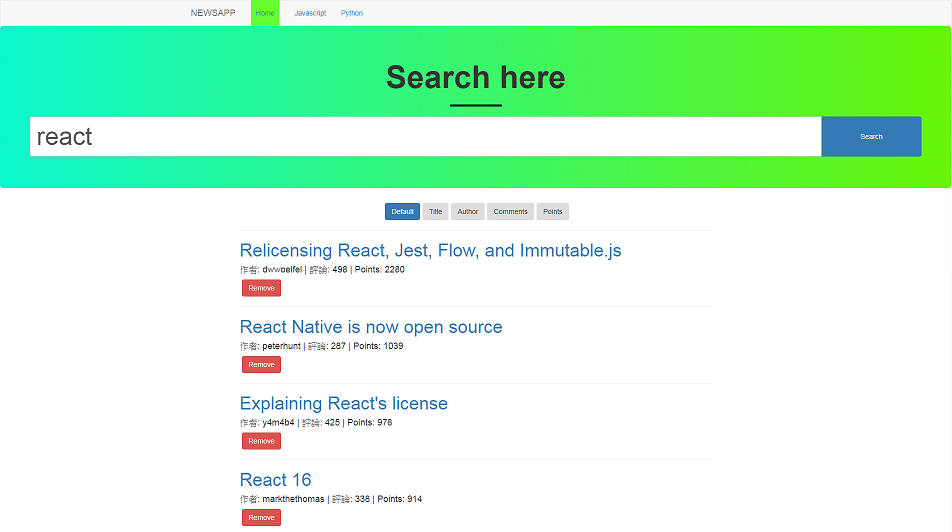 NEWSAPP Home Javascript Python
Search here
react Search
Default Title Author Comments Points
Relicensing React, Jest, Flow, and Immutable.js
作者: dwwoelfel | 評論: 498 | Points: 2280
Remove
React Native is now open source
作者: peterhunt | 評論: 287 | Points: 1039
Remove
Explaining React's license
作者: y4m4b4 | 評論: 425 | Points: 978
Remove
React 16
作者: markthethomas | 評論: 338 | Points: 914
Remove